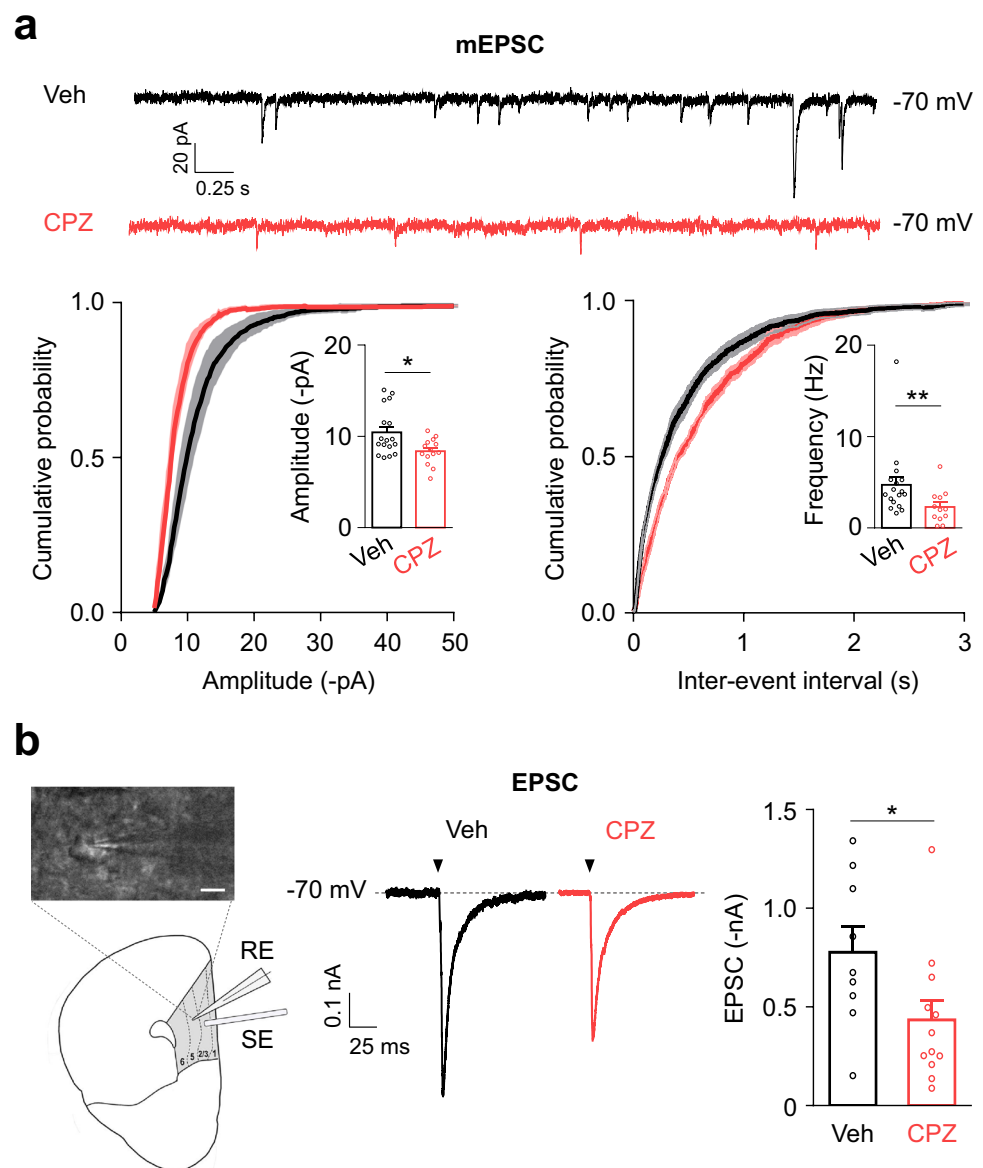 a
mEPSC
Veh
-70 mV
20 pA
0.25 s
CPZ
-70 mV
Cumulative probability
1.0
0.5
0.0
0
10
20
30
40
50
Amplitude (-pA)
Amplitude (-pA)
20
10
0
*
Veh
CPZ
Cumulative probability
1.0
0.5
0.0
0
1
2
3
Inter-event interval (s)
Frequency (Hz)
20
10
0
**
Veh
CPZ
b
EPSC
RE
SE
6 5 2/3 1
Veh
CPZ
-70 mV
0.1 nA
25 ms
EPSC (-nA)
1.5
1.0
0.5
0
*
Veh
CPZ